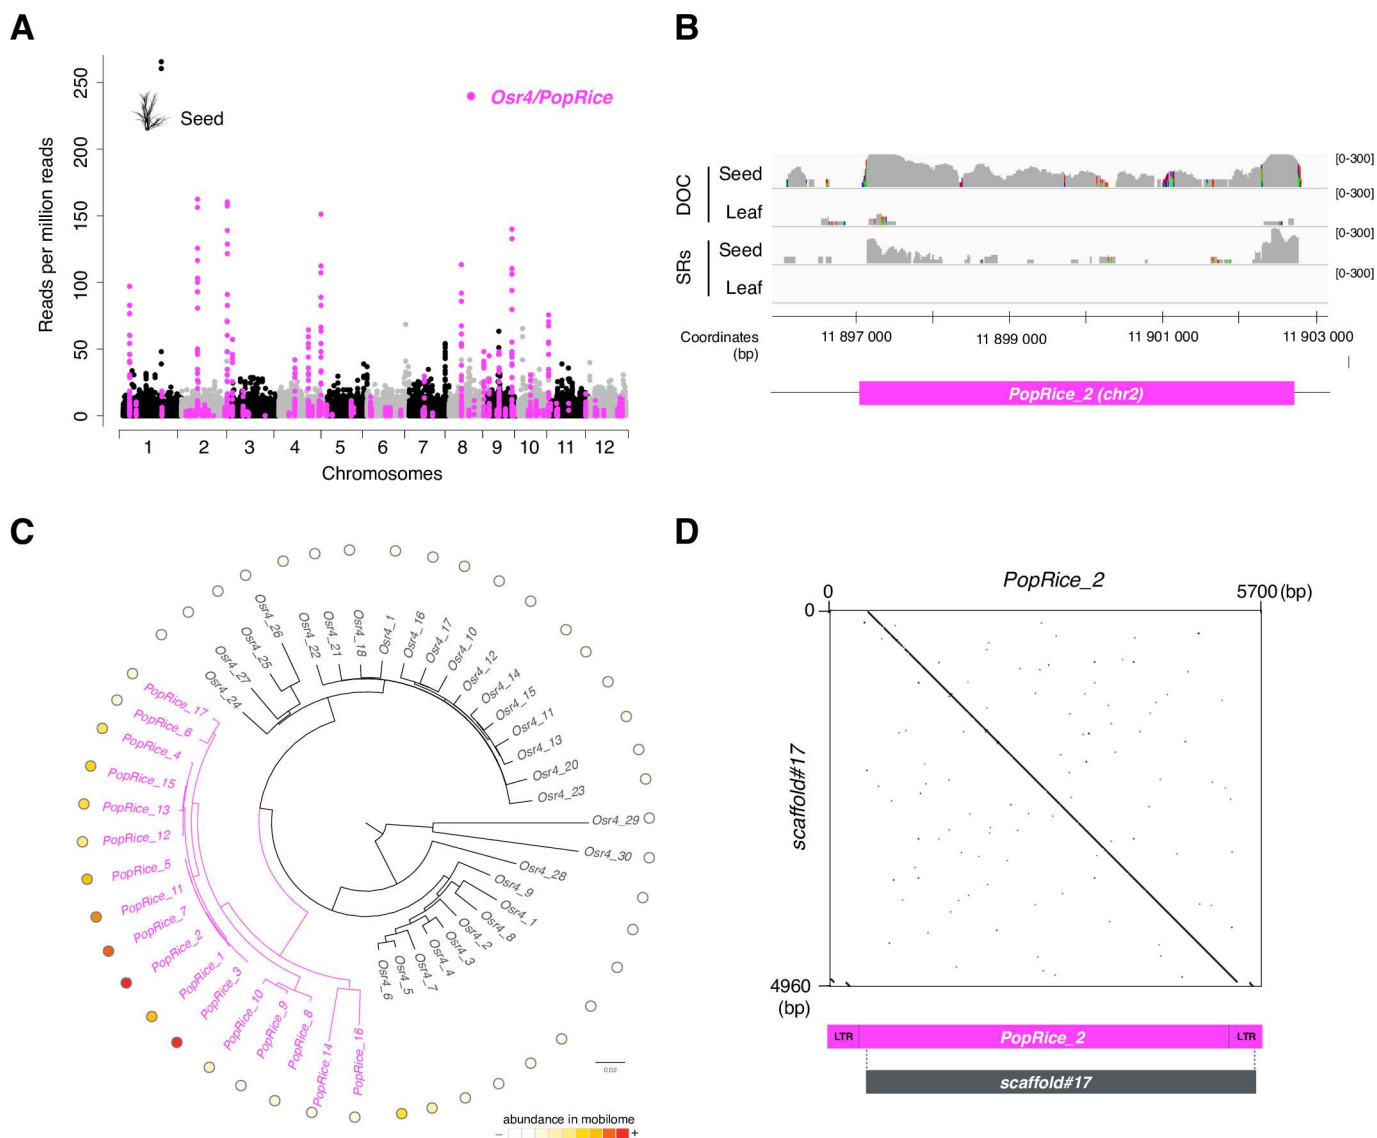 A
250
200
150
100
50
0
Reads per million reads
Seed
Osr4/PopRice
1 2 3 4 5 6 7 8 9 10 11 12
Chromosomes
B
DOC
Seed
[0-300]
Leaf
[0-300]
SRs
Seed
[0-300]
Leaf
[0-300]
Coordinates
(bp)
11 897 000 11 899 000 11 901 000 11 903 000
PopRice_2 (chr2)
C
Osr4_24
Osr4_27
Osr4_25
Osr4_26
Osr4_22
Osr4_21
Osr4_18
Osr4_1
Osr4_16
Osr4_17
Osr4_10
Osr4_12
Osr4_14
Osr4_15
Osr4_11
Osr4_13
Osr4_20
Osr4_23
Osr4_29
Osr4_30
Osr4_28
Osr4_9
Osr4_1
Osr4_8
Osr4_2
Osr4_3
Osr4_4
Osr4_7
Osr4_5
Osr4_6
PopRice_16
PopRice_14
PopRice_8
PopRice_9
PopRice_10
PopRice_3
PopRice_1
PopRice_2
PopRice_7
PopRice_11
PopRice_5
PopRice_12
PopRice_13
PopRice_15
PopRice_4
PopRice_6
PopRice_17
0.02
abundance in mobilome
– +
D
PopRice_2
0 5700 (bp)
0
scaffold#17
4960
(bp)
LTR PopRice_2 LTR
scaffold#17